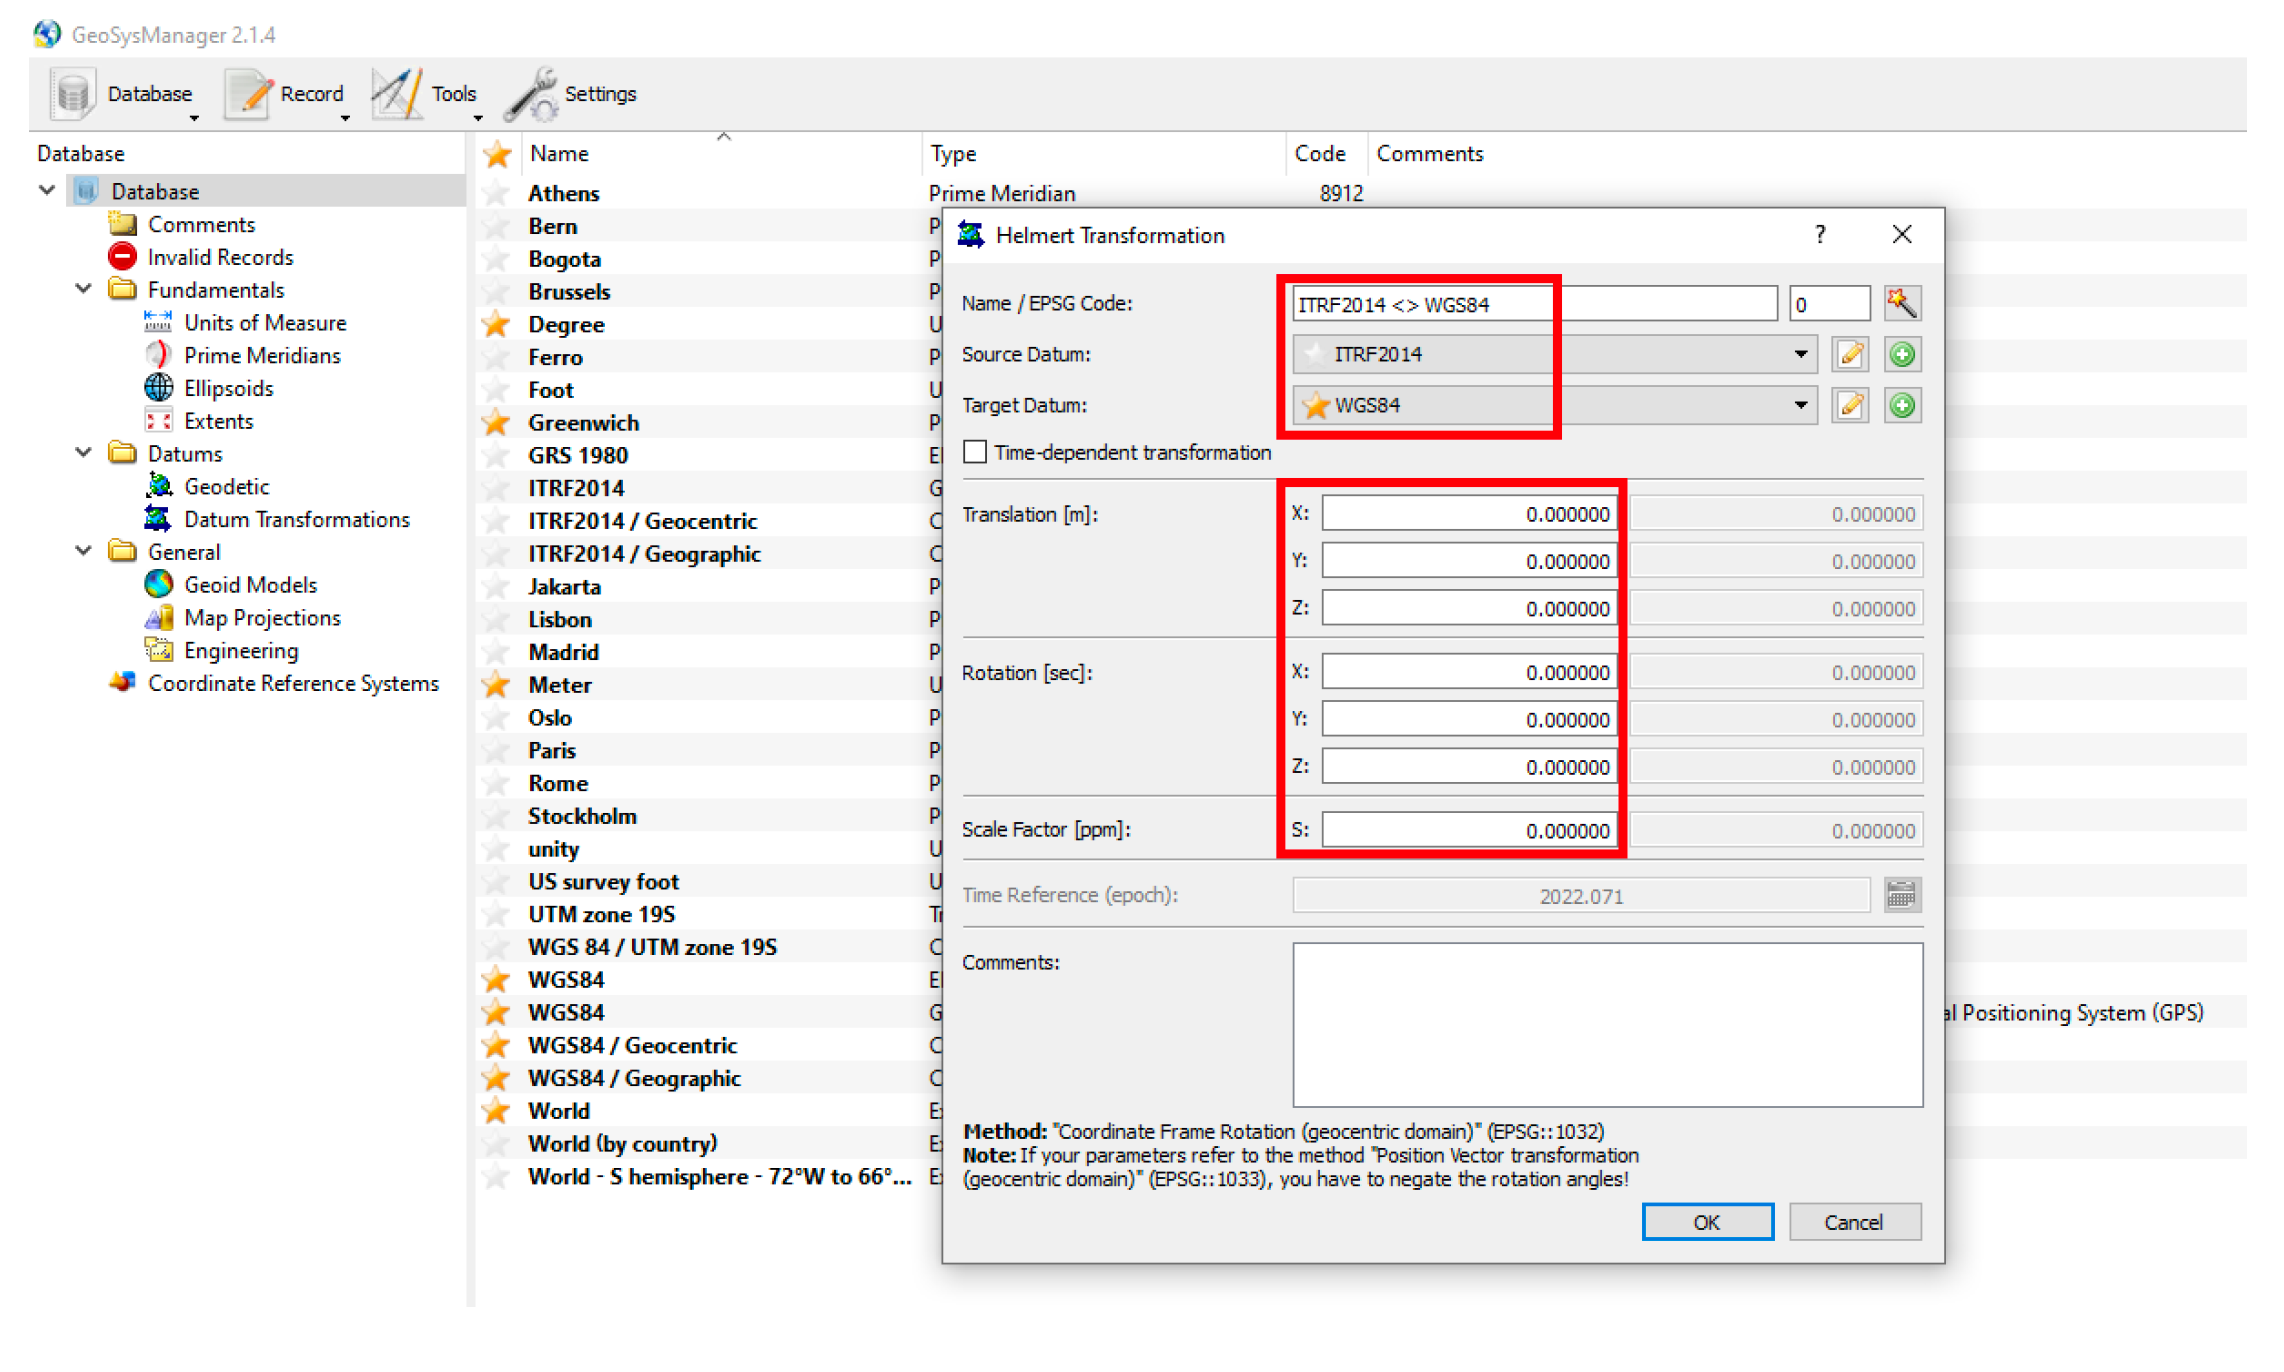 GeoSysManager 2.1.4
Database Record Tools Settings
Database
Database
Comments
Invalid Records
Fundamentals
Units of Measure
Prime Meridians
Ellipsoids
Extents
Datums
Geodetic
Datum Transformations
General
Geoid Models
Map Projections
Engineering
Coordinate Reference Systems
Name Type Code Comments
Athens Prime Meridian 8912
Bern P
Bogota P
Brussels P
Degree U
Ferro P
Foot U
Greenwich P
GRS 1980 El
ITRF2014 G
ITRF2014 / Geocentric C
ITRF2014 / Geographic C
Jakarta P
Lisbon P
Madrid P
Meter U
Oslo P
Paris P
Rome P
Stockholm P
unity U
US survey foot U
UTM zone 19S Tr
WGS 84 / UTM zone 19S C
WGS84 El
WGS84 G al Positioning System (GPS)
WGS84 / Geocentric C
WGS84 / Geographic C
World Ex
World (by country) Ex
World - S hemisphere - 72°W to 66°... Ex
Helmert Transformation ?
Name / EPSG Code: ITRF2014 <> WGS84 0
Source Datum: ITRF2014
Target Datum: WGS84
Time-dependent transformation
Translation [m]: X: 0.000000 0.000000
Y: 0.000000 0.000000
Z: 0.000000 0.000000
Rotation [sec]: X: 0.000000 0.000000
Y: 0.000000 0.000000
Z: 0.000000 0.000000
Scale Factor [ppm]: S: 0.000000 0.000000
Time Reference (epoch): 2022.071
Comments:
Method: "Coordinate Frame Rotation (geocentric domain)" (EPSG::1032)
Note: If your parameters refer to the method "Position Vector transformation
(geocentric domain)" (EPSG::1033), you have to negate the rotation angles!
OK Cancel